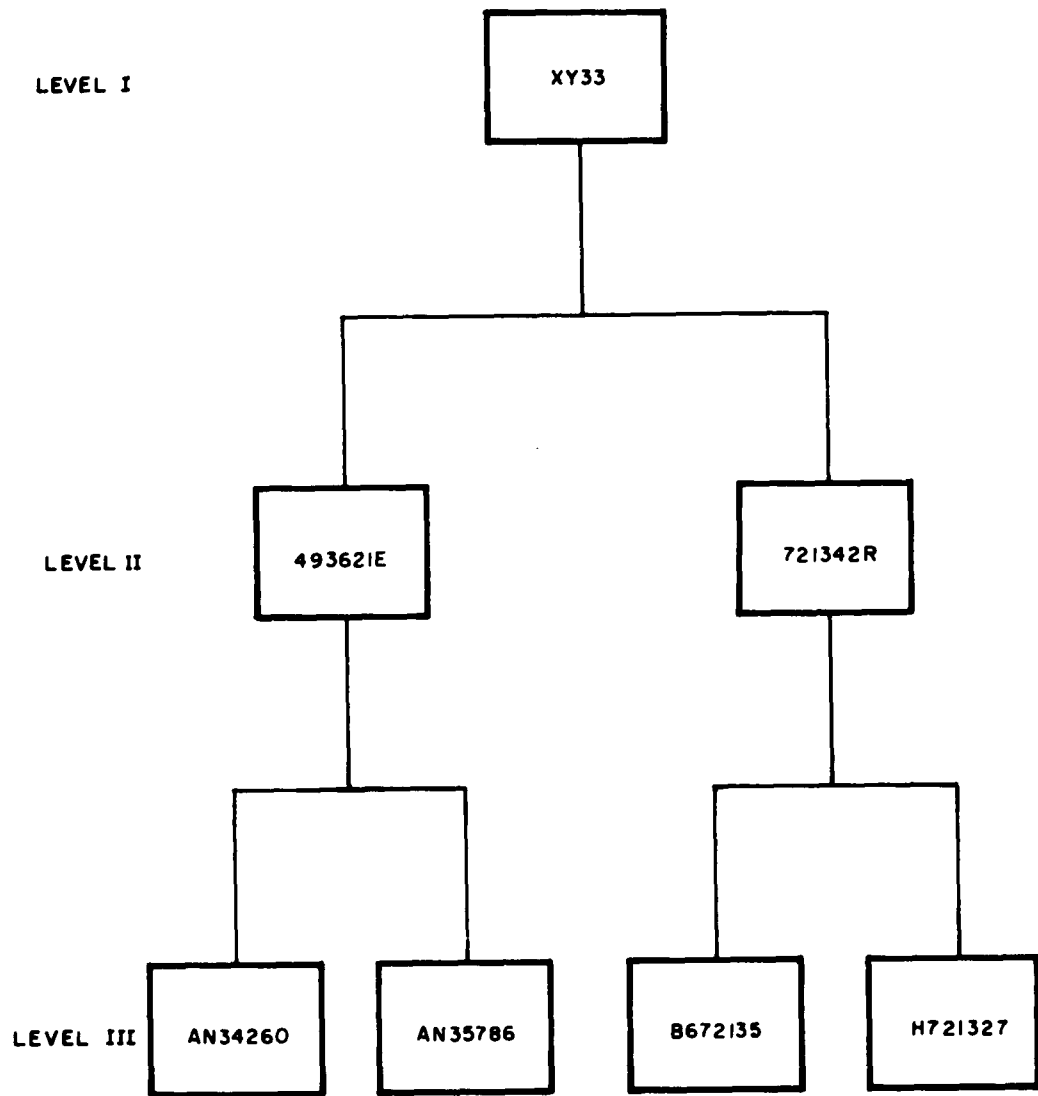 LEVEL I
XY33
LEVEL II
493621E
721342R
LEVEL III
AN34260
AN35786
B672135
H721327